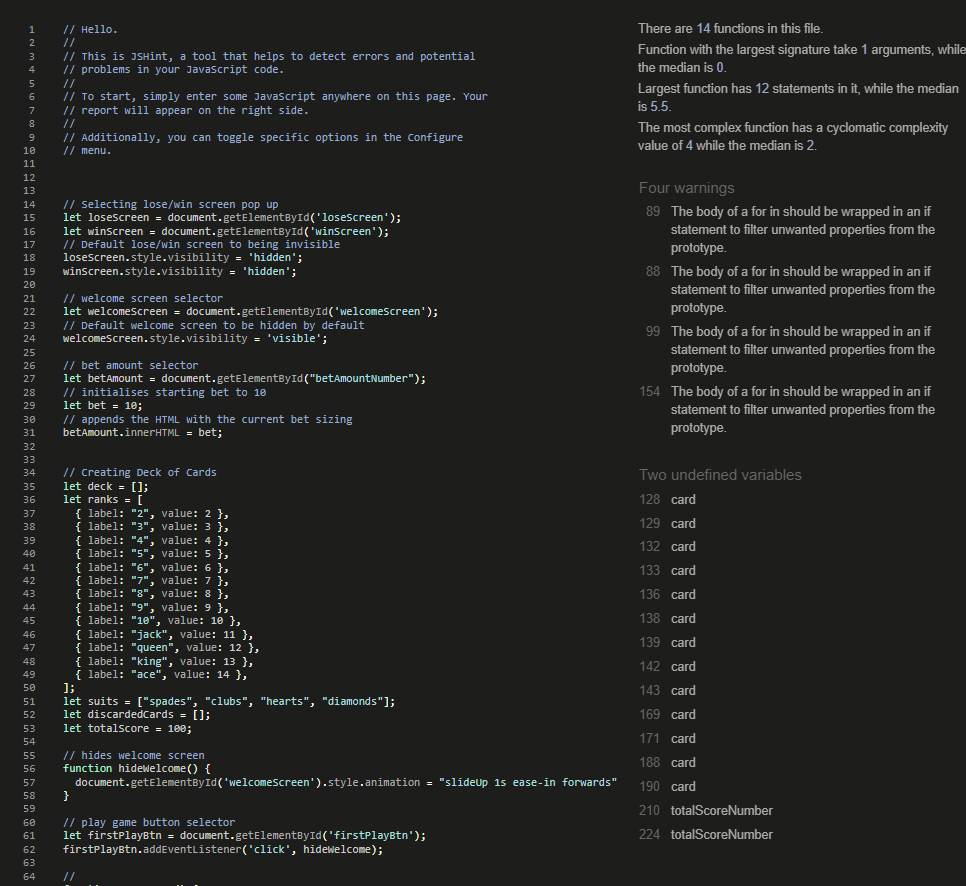 1 // Hello.
2 //
3 // This is JSHint, a tool that helps to detect errors and potential
4 // problems in your JavaScript code.
5 //
6 // To start, simply enter some JavaScript anywhere on this page. Your
7 // report will appear on the right side.
8 //
9 // Additionally, you can toggle specific options in the Configure
10 // menu.
11
12
13
14 // Selecting lose/win screen pop up
15 let loseScreen = document.getElementById('loseScreen');
16 let winScreen = document.getElementById('winScreen');
17 // Default lose/win screen to being invisible
18 loseScreen.style.visibility = 'hidden';
19 winScreen.style.visibility = 'hidden';
20
21 // welcome screen selector
22 let welcomeScreen = document.getElementById('welcomeScreen');
23 // Default welcome screen to be hidden by default
24 welcomeScreen.style.visibility = 'visible';
25
26 // bet amount selector
27 let betAmount = document.getElementById("betAmountNumber");
28 // initialises starting bet to 10
29 let bet = 10;
30 // appends the HTML with the current bet sizing
31 betAmount.innerHTML = bet;
32
33
34 // Creating Deck of Cards
35 let deck = [];
36 let ranks = [
37 { label: "2", value: 2 },
38 { label: "3", value: 3 },
39 { label: "4", value: 4 },
40 { label: "5", value: 5 },
41 { label: "6", value: 6 },
42 { label: "7", value: 7 },
43 { label: "8", value: 8 },
44 { label: "9", value: 9 },
45 { label: "10", value: 10 },
46 { label: "jack", value: 11 },
47 { label: "queen", value: 12 },
48 { label: "king", value: 13 },
49 { label: "ace", value: 14 },
50 ];
51 let suits = ["spades", "clubs", "hearts", "diamonds"];
52 let discardedCards = [];
53 let totalScore = 100;
54
55 // hides welcome screen
56 function hideWelcome() {
57 document.getElementById('welcomeScreen').style.animation = "slideUp 1s ease-in forwards"
58 }
59
60 // play game button selector
61 let firstPlayBtn = document.getElementById('firstPlayBtn');
62 firstPlayBtn.addEventListener('click', hideWelcome);
63
64 //
There are 14 functions in this file.
Function with the largest signature take 1 arguments, while
the median is 0.
Largest function has 12 statements in it, while the median
is 5.5.
The most complex function has a cyclomatic complexity
value of 4 while the median is 2.
Four warnings
89 The body of a for in should be wrapped in an if
statement to filter unwanted properties from the
prototype.
88 The body of a for in should be wrapped in an if
statement to filter unwanted properties from the
prototype.
99 The body of a for in should be wrapped in an if
statement to filter unwanted properties from the
prototype.
154 The body of a for in should be wrapped in an if
statement to filter unwanted properties from the
prototype.
Two undefined variables
128 card
129 card
132 card
133 card
136 card
138 card
139 card
142 card
143 card
169 card
171 card
188 card
190 card
210 totalScoreNumber
224 totalScoreNumber